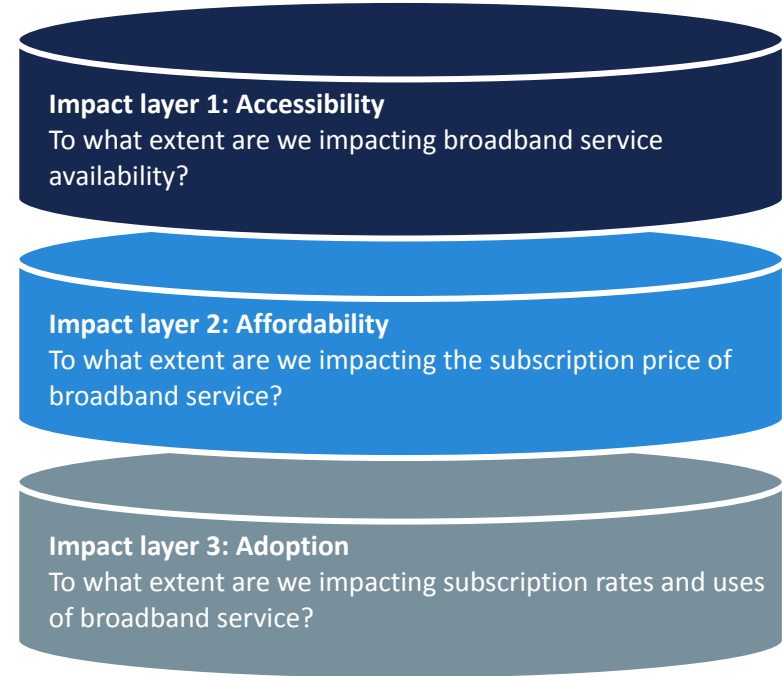 Impact layer 1: Accessibility
To what extent are we impacting broadband service
availability?
Impact layer 2: Affordability
To what extent are we impacting the subscription price of
broadband service?
Impact layer 3: Adoption
To what extent are we impacting subscription rates and uses
of broadband service?